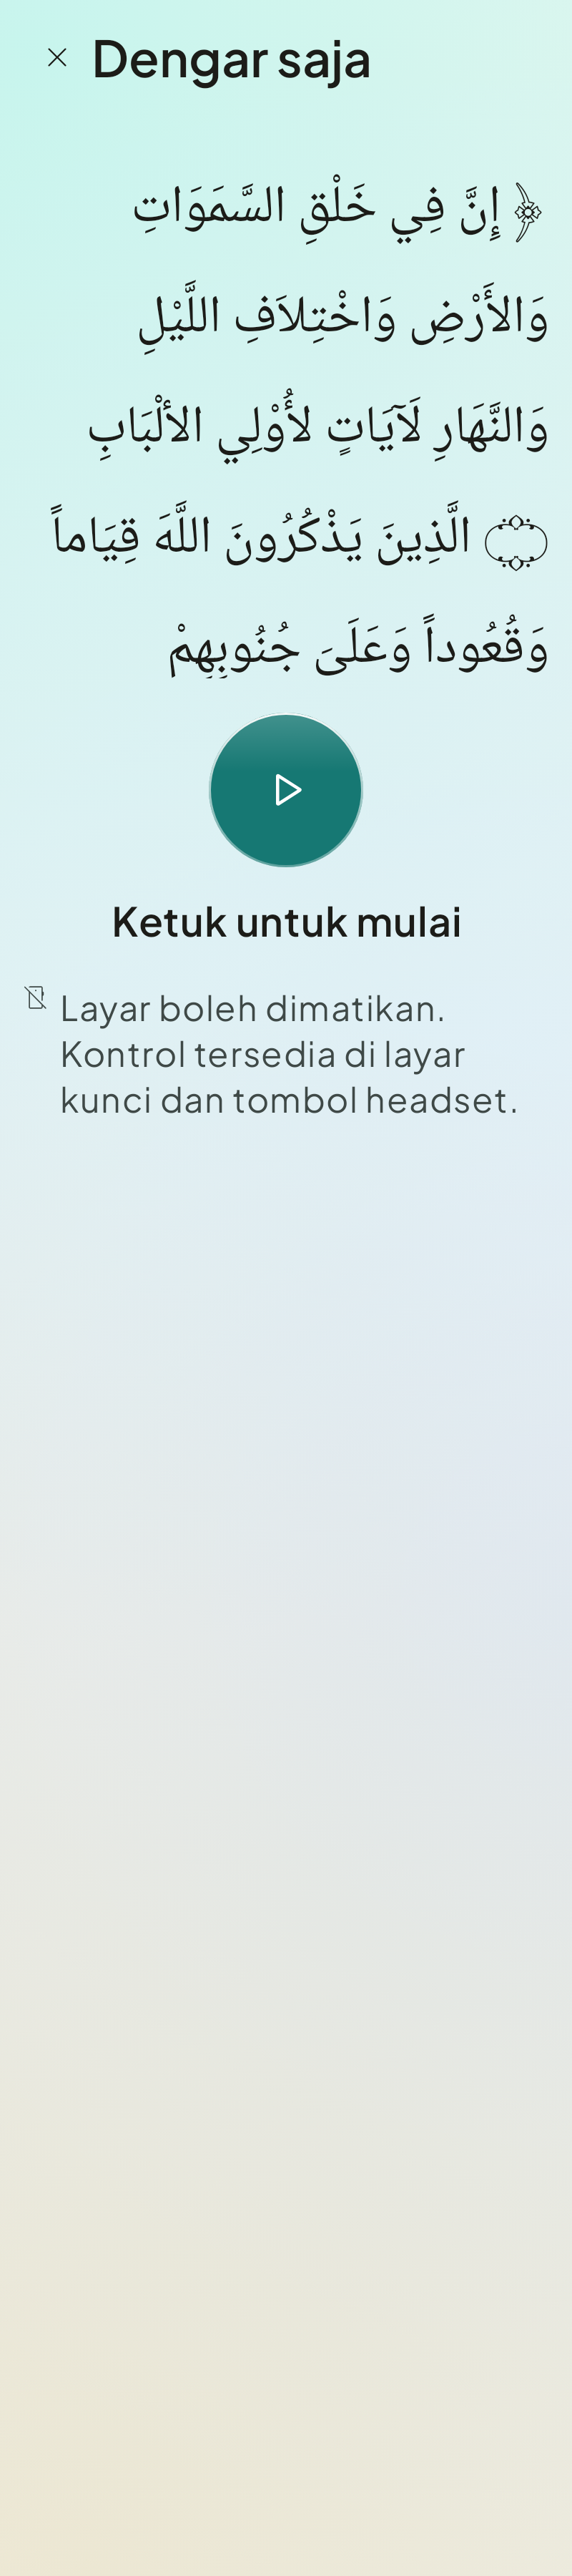 Dengar saja
﴿ إِنَّ فِي خَلْقِ السَّمَوَاتِ
وَالأَرْضِ وَاخْتِلاَفِ اللَّيْلِ
وَالنَّهَارِ لَآيَاتٍ لأُوْلِي الألْبَابِ
۝ الَّذِينَ يَذْكُرُونَ اللَّهَ قِيَاماً
وَقُعُوداً وَعَلَىَ جُنُوبِهِمْ
Ketuk untuk mulai
Layar boleh dimatikan.
Kontrol tersedia di layar
kunci dan tombol headset.